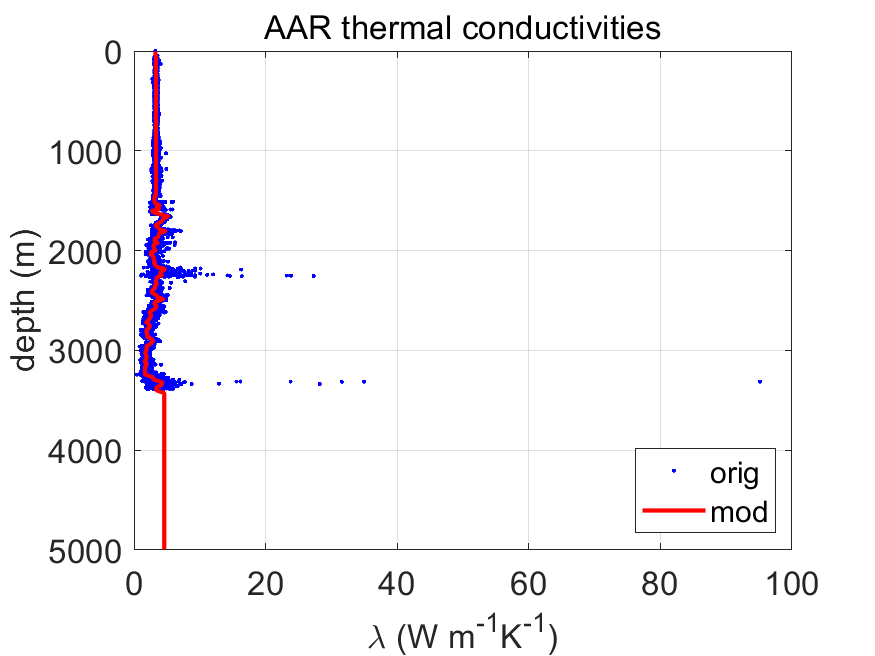 AAR thermal conductivities
0
1000
2000
3000
4000
5000
depth (m)
0 20 40 60 80 100
λ (W m⁻¹K⁻¹)
orig
mod